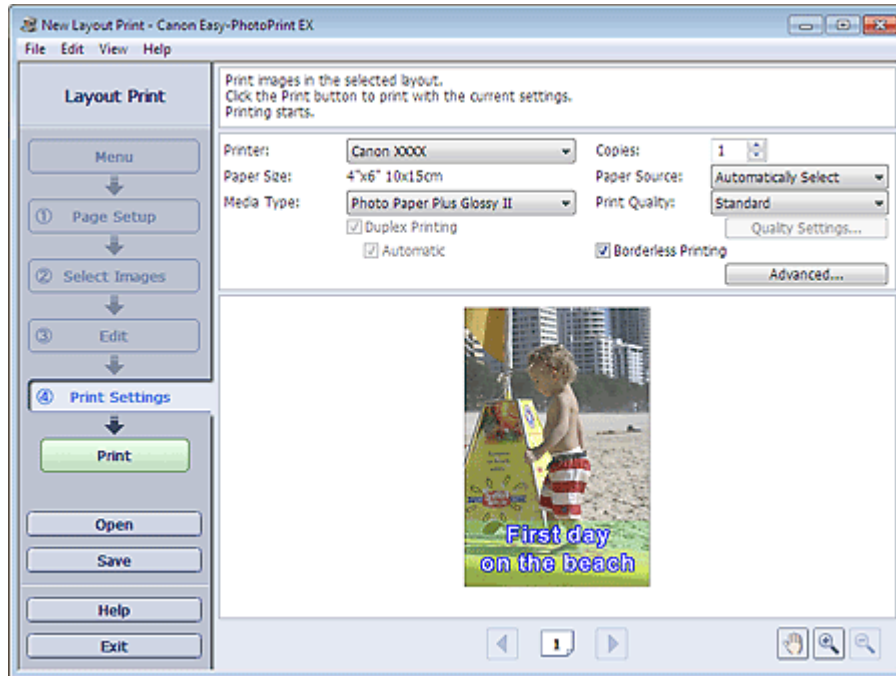 New Layout Print - Canon Easy-PhotoPrint EX
File Edit View Help
Layout Print
Menu
① Page Setup
② Select Images
③ Edit
④ Print Settings
Print
Open
Save
Help
Exit
Print images in the selected layout.
Click the Print button to print with the current settings.
Printing starts.
Printer: Canon XXXX Copies: 1
Paper Size: 4"x6" 10x15cm Paper Source: Automatically Select
Media Type: Photo Paper Plus Glossy II Print Quality: Standard
Duplex Printing Quality Settings...
Automatic Borderless Printing
Advanced...
First day
on the beach
1